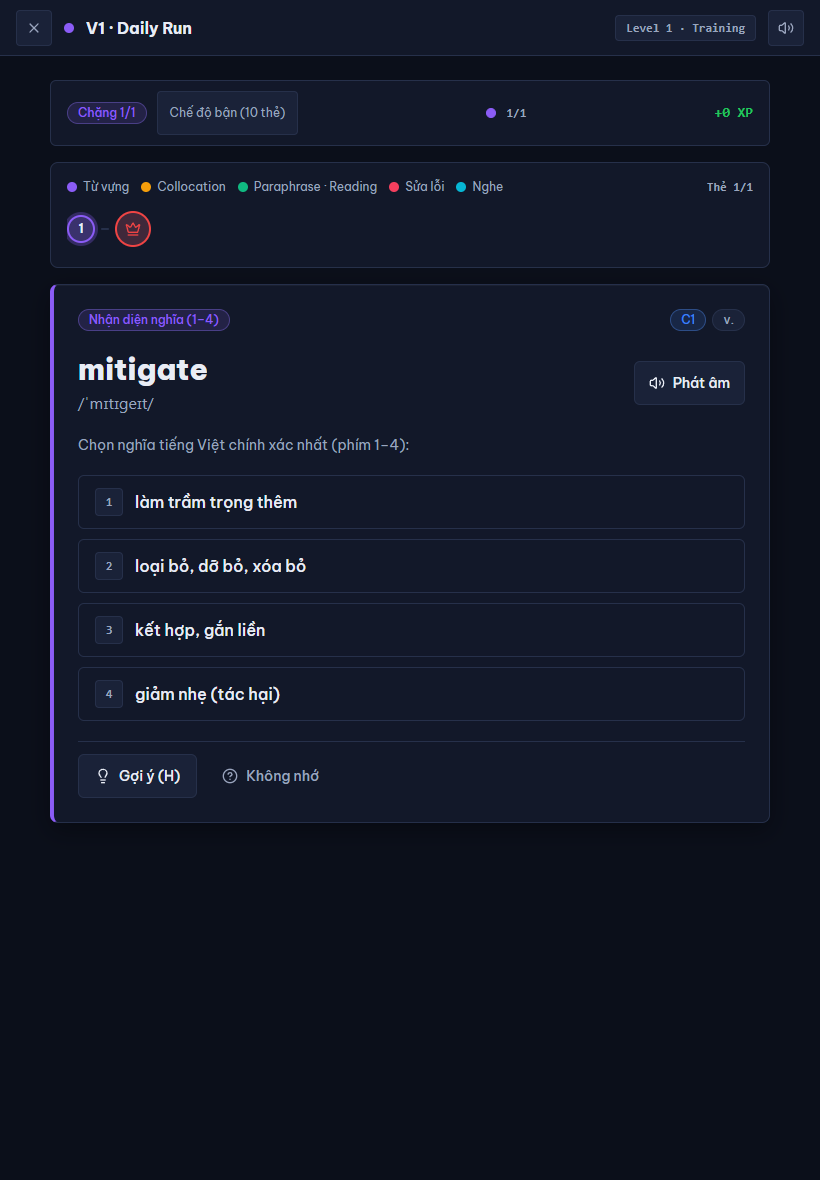 V1 · Daily Run
Level 1 · Training
Chặng 1/1
Chế độ bận (10 thẻ)
1/1
+0 XP
Từ vựng
Collocation
Paraphrase · Reading
Sửa lỗi
Nghe
Thẻ 1/1
1
Nhận diện nghĩa (1–4)
C1
v.
mitigate
Phát âm
/ˈmɪtɪɡeɪt/
Chọn nghĩa tiếng Việt chính xác nhất (phím 1–4):
1 làm trầm trọng thêm
2 loại bỏ, dỡ bỏ, xóa bỏ
3 kết hợp, gắn liền
4 giảm nhẹ (tác hại)
Gợi ý (H)
Không nhớ